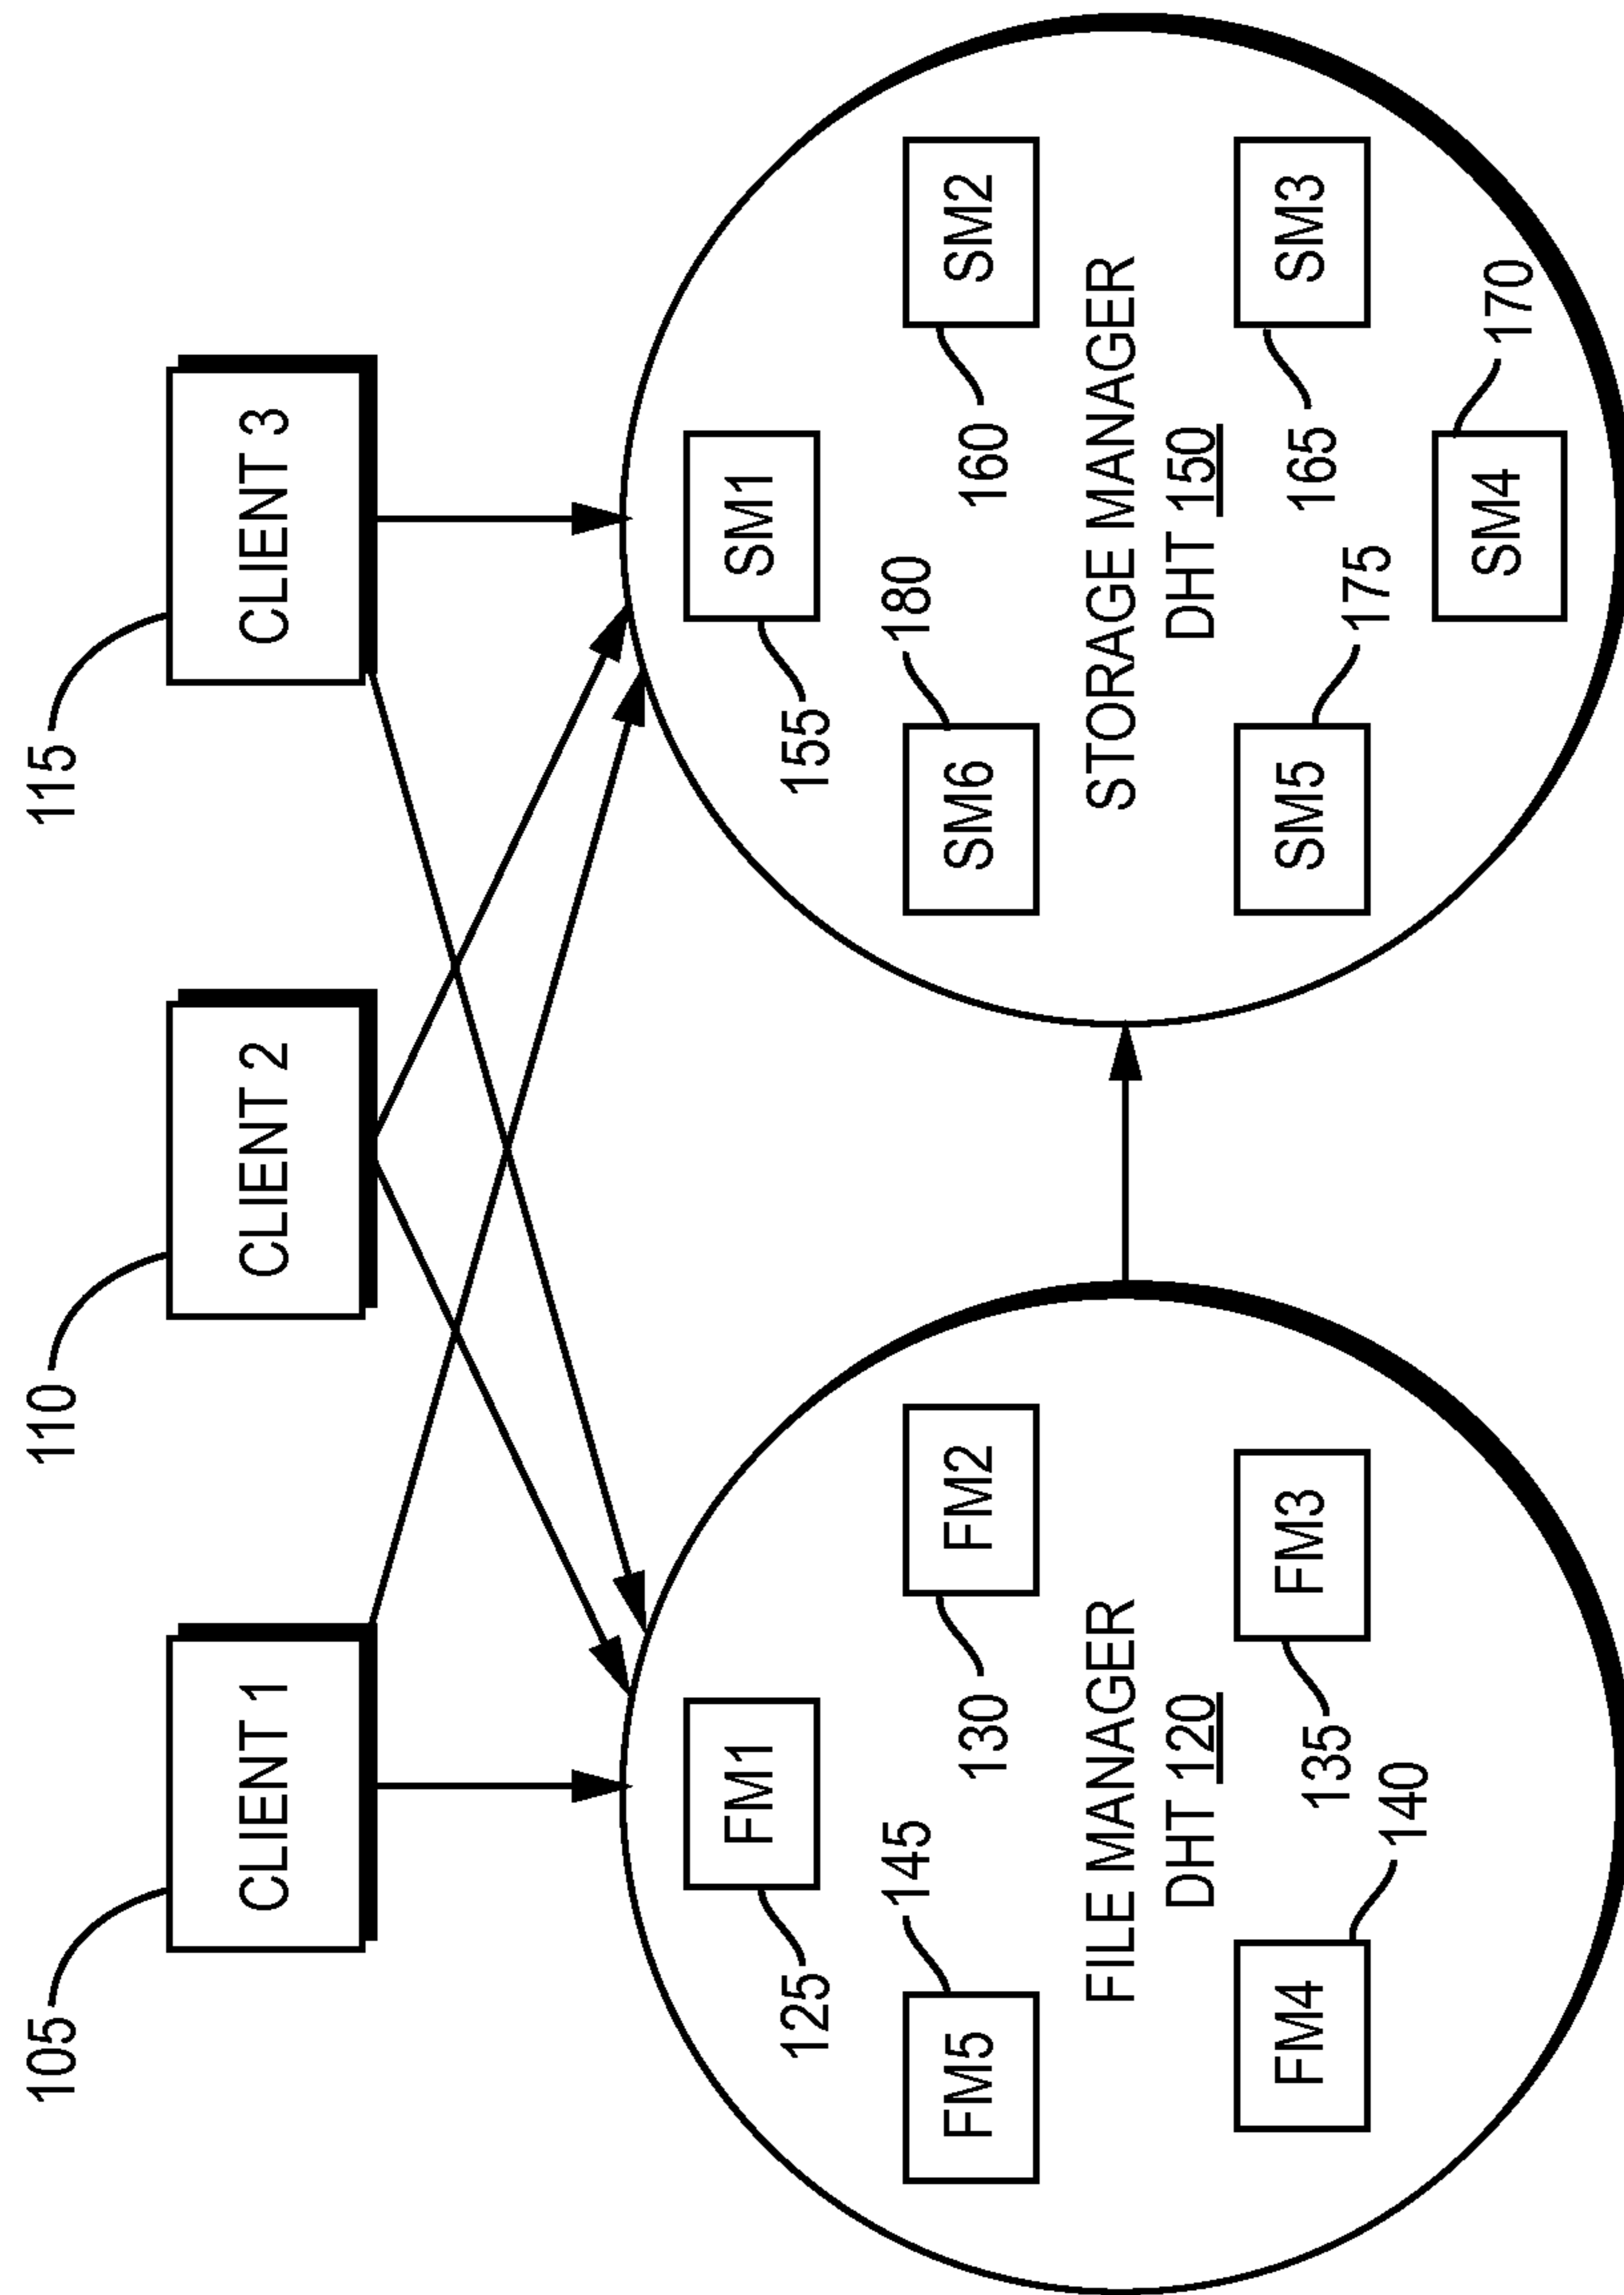 105
110
115
CLIENT 1
CLIENT 2
CLIENT 3
FM1
125
145
FM5
FM2
130
FILE MANAGER
DHT 120
FM4
140
135
FM3
SM1
155
180
SM6
SM2
160
STORAGE MANAGER
DHT 150
SM5
175
165
SM3
SM4
170